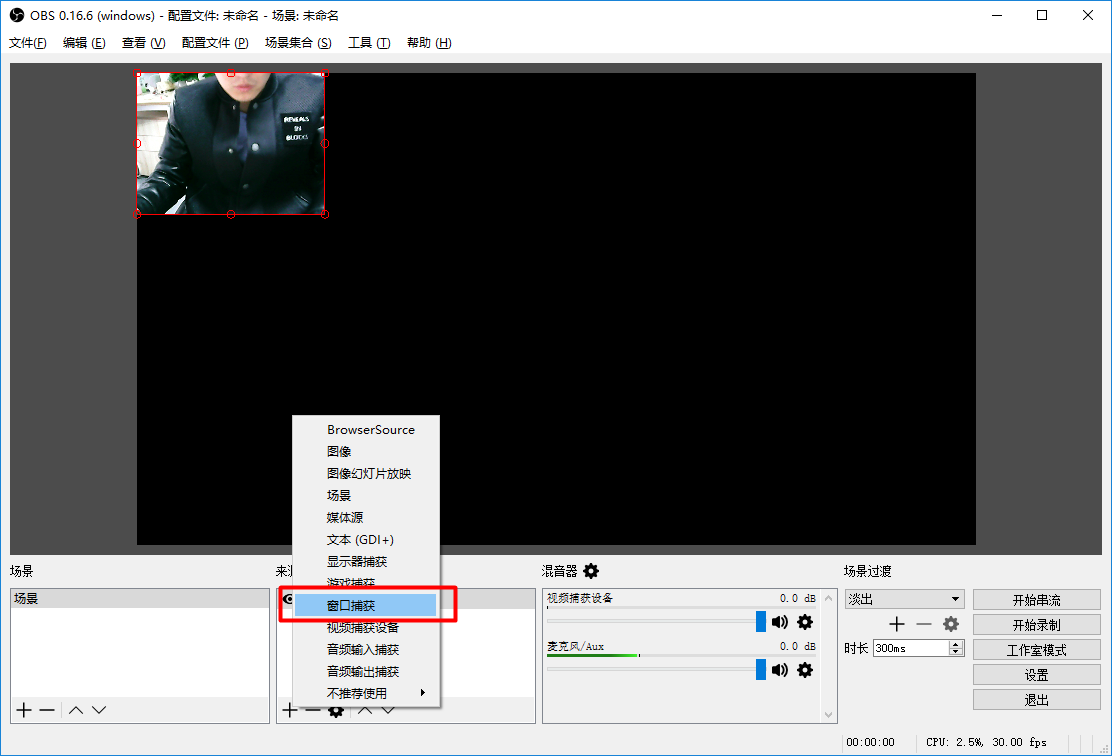 OBS 0.16.6 (windows) - 配置文件: 未命名 - 场景: 未命名
文件(F) 编辑 (E) 查看 (V) 配置文件 (P) 场景集合 (S) 工具 (T) 帮助 (H)
REVEALS
IN
BLOCKS
BrowserSource
图像
图像幻灯片放映
场景
媒体源
文本 (GDI+)
显示器捕获
游戏捕获
窗口捕获
视频捕获设备
音频输入捕获
音频输出捕获
不推荐使用
场景
场景
混音器
视频捕获设备 0.0 dB
麦克风/Aux 0.0 dB
场景过渡
淡出
时长 300ms
开始串流
开始录制
工作室模式
设置
退出
00:00:00 CPU: 2.5%, 30.00 fps